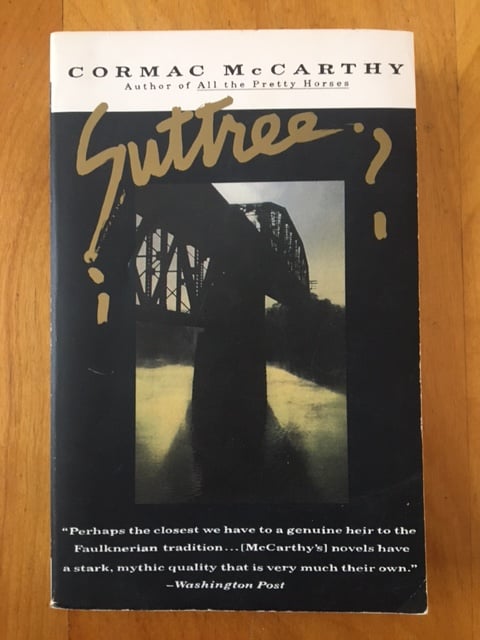 CORMAC McCARTHY
Author of All the Pretty Horses
Suttree
“Perhaps the closest we have to a genuine heir to the
Faulknerian tradition...[McCarthy's] novels have
a stark, mythic quality that is very much their own.”
–Washington Post